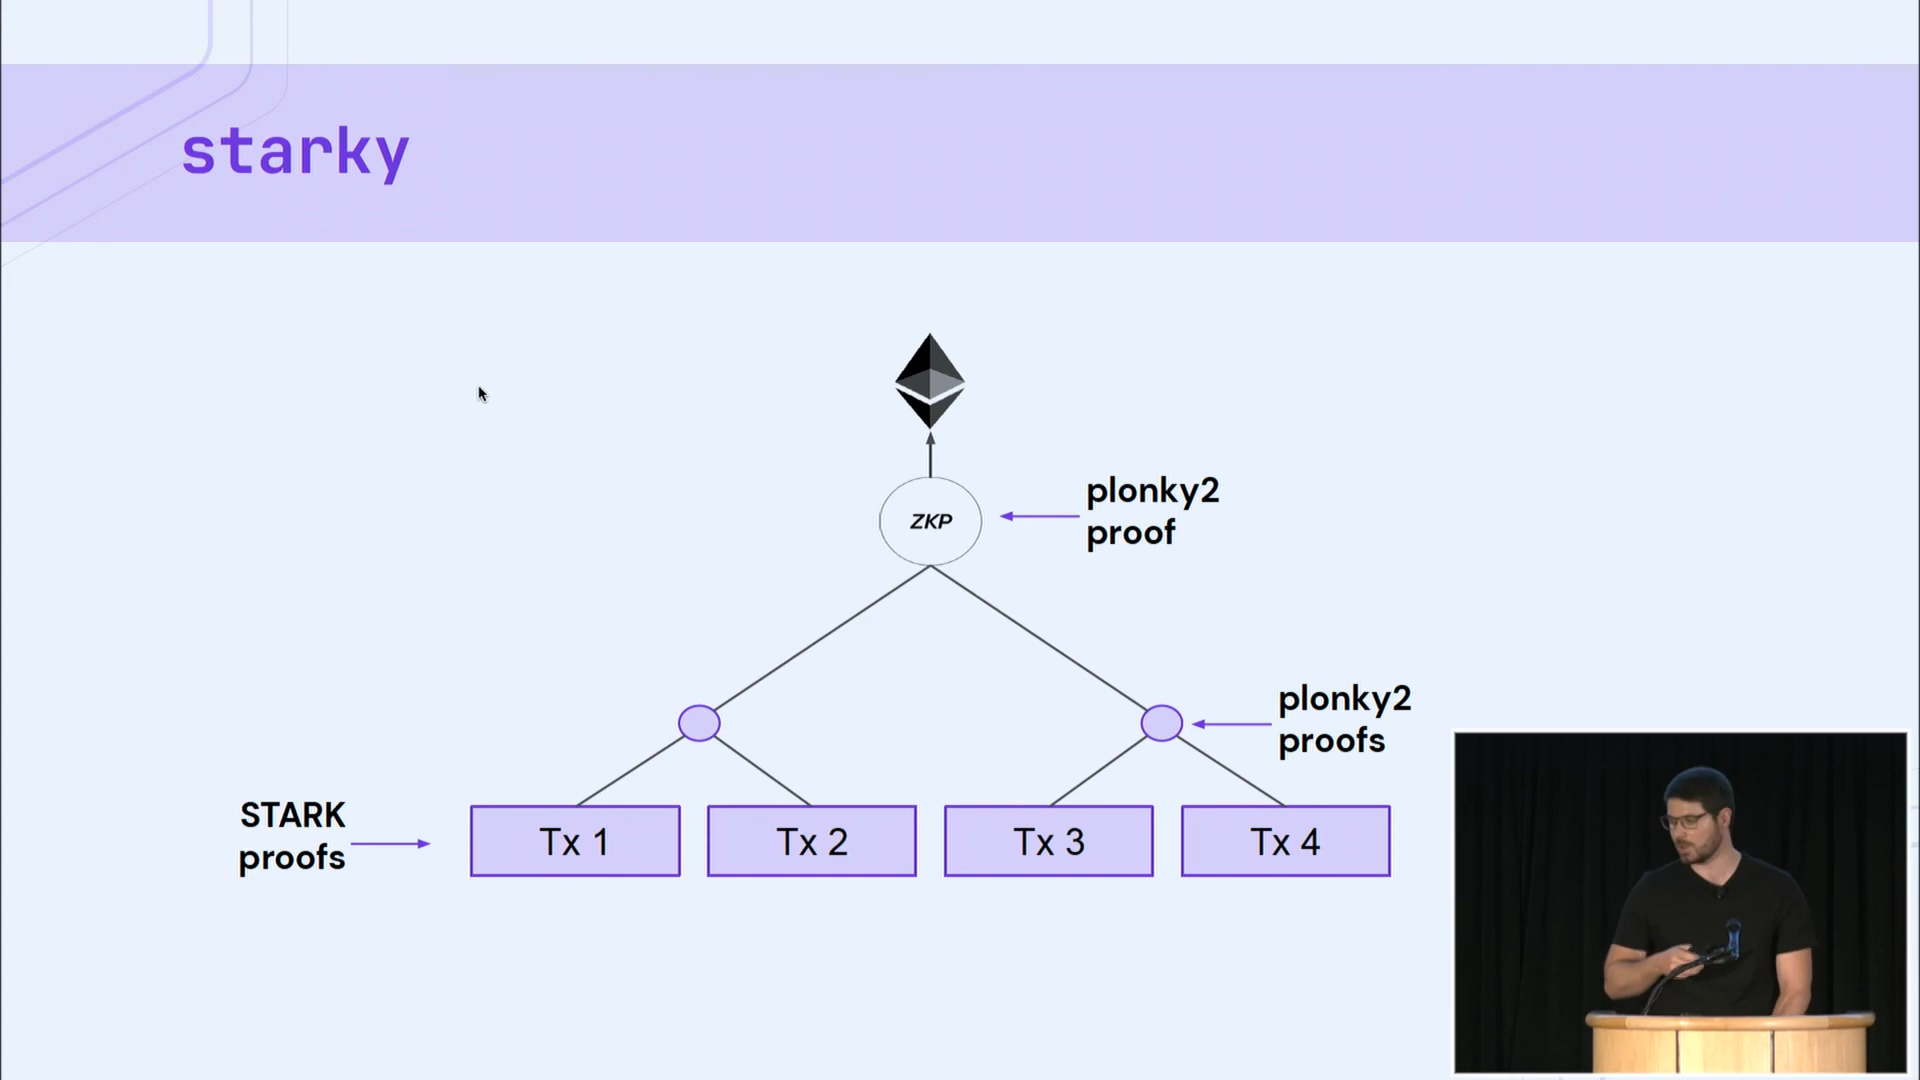 starky
ZKP
plonky2
proof
plonky2
proofs
STARK
proofs
Tx 1
Tx 2
Tx 3
Tx 4